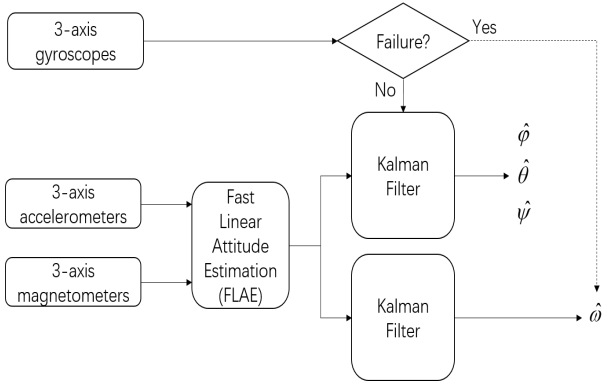 3-axis
gyroscopes
Failure?
Yes
No
Kalman
Filter
φ̂
θ̂
ψ̂
3-axis
accelerometers
Fast
Linear
Attitude
Estimation
(FLAE)
3-axis
magnetometers
Kalman
Filter
ω̂